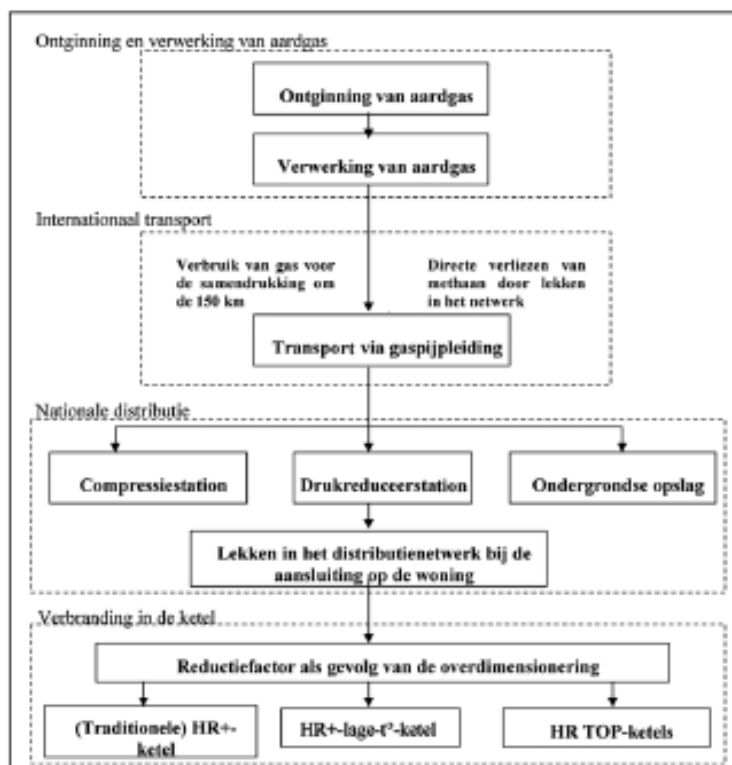 Ontginning en verwerking van aardgas
Ontginning van aardgas
Verwerking van aardgas
Internationaal transport
Verbruik van gas voor
de samendrukking om
de 150 km
Directe verliezen van
methaan door lekken
in het netwerk
Transport via gaspijpleiding
Nationale distributie
Compressiestation
Drukreduceerstation
Ondergrondse opslag
Lekken in het distributienetwerk bij de
aansluiting op de woning
Verbranding in de ketel
Reductiefactor als gevolg van de overdimensionering
(Traditionele) HR+-
ketel
HR+-lage-t°-ketel
HR TOP-ketels